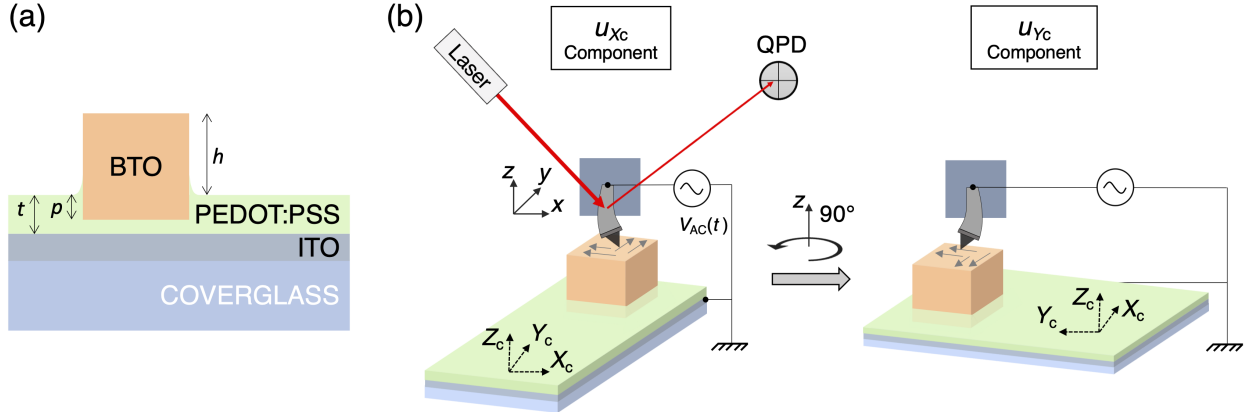 (a)
BTO
h
t
p
PEDOT:PSS
ITO
COVERGLASS
(b)
u_Xc
Component
Laser
QPD
z
y
x
V_AC(t)
Z_c
Y_c
X_c
z
90°
u_Yc
Component
Z_c
X_c
Y_c